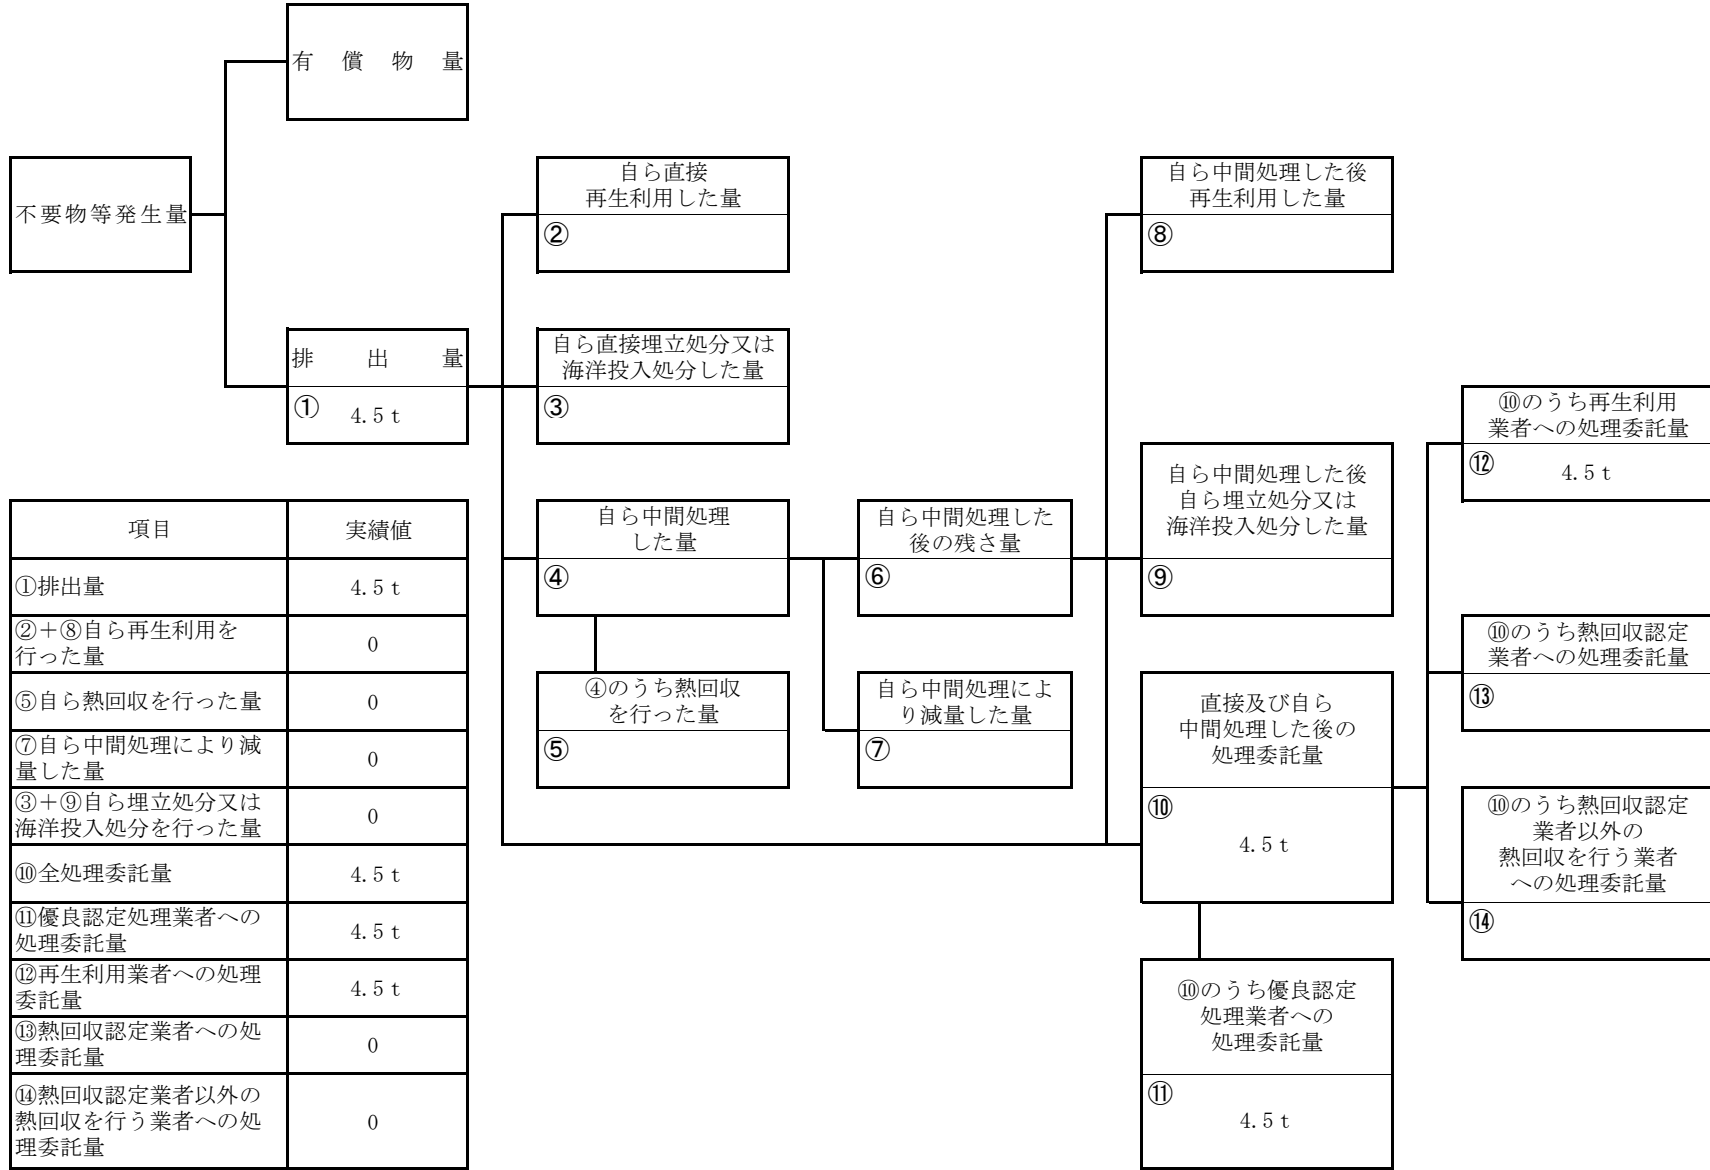 有償物量
不要物等発生量
排出量
① 4.5 t
自ら直接
再生利用した量
②
自ら直接埋立処分又は
海洋投入処分した量
③
自ら中間処理
した量
④
④のうち熱回収
を行った量
⑤
自ら中間処理した
後の残さ量
⑥
自ら中間処理によ
り減量した量
⑦
自ら中間処理した後
再生利用した量
⑧
自ら中間処理した後
自ら埋立処分又は
海洋投入処分した量
⑨
直接及び自ら
中間処理した後の
処理委託量
⑩
4.5 t
⑩のうち優良認定
処理業者への
処理委託量
⑪
4.5 t
⑩のうち再生利用
業者への処理委託量
⑫ 4.5 t
⑩のうち熱回収認定
業者への処理委託量
⑬
⑩のうち熱回収認定
業者以外の
熱回収を行う業者
への処理委託量
⑭
項目 実績値
①排出量 4.5 t
②＋⑧自ら再生利用を
行った量 0
⑤自ら熱回収を行った量 0
⑦自ら中間処理により減
量した量 0
③＋⑨自ら埋立処分又は
海洋投入処分を行った量 0
⑩全処理委託量 4.5 t
⑪優良認定処理業者への
処理委託量 4.5 t
⑫再生利用業者への処理
委託量 4.5 t
⑬熱回収認定業者への処
理委託量 0
⑭熱回収認定業者以外の
熱回収を行う業者への処
理委託量 0